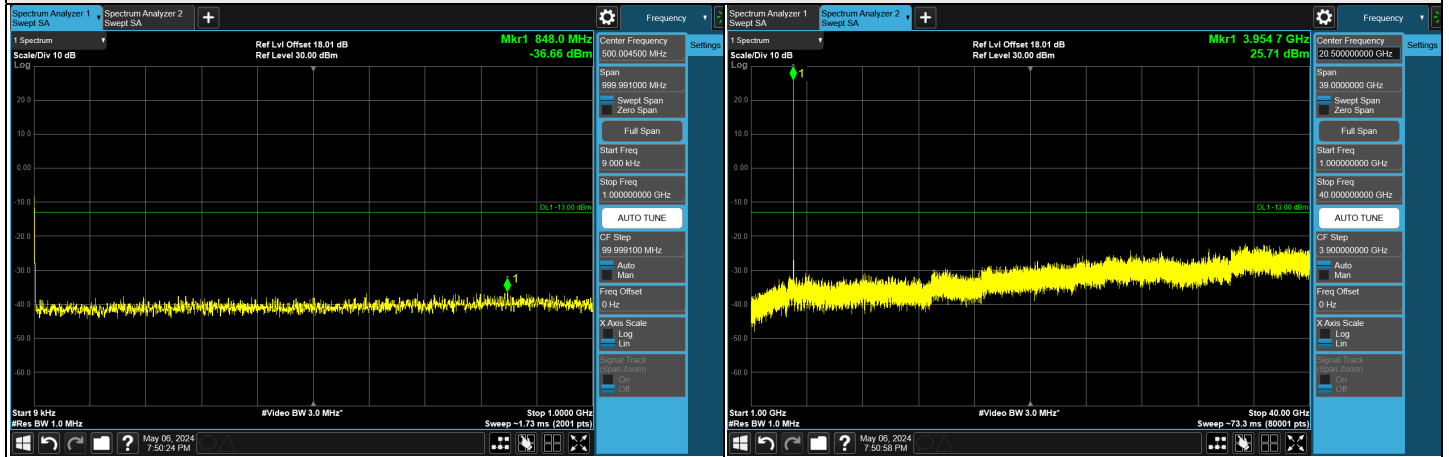 Spectrum Analyzer 1
Swept SA
Spectrum Analyzer 2
Swept SA
+
Frequency
1 Spectrum
Scale/Div 10 dB
Log
Ref Lvl Offset 18.01 dB
Ref Level 30.00 dBm
Mkr1 848.0 MHz
-36.66 dBm
1
20.0
10.0
0.00
-10.0
-20.0
-30.0
-40.0
-50.0
-60.0
DL1 -13.00 dBm
Start 9 kHz
#Res BW 1.0 MHz
#Video BW 3.0 MHz*
Stop 1.0000 GHz
Sweep ~1.73 ms (2001 pts)
Center Frequency
500.004500 MHz
Settings
Span
999.991000 MHz
Swept Span
Zero Span
Full Span
Start Freq
9.000 kHz
Stop Freq
1.000000000 GHz
AUTO TUNE
CF Step
99.999100 MHz
Auto
Man
Freq Offset
0 Hz
X Axis Scale
Log
Lin
Signal Track
(Span Zoom)
On
Off
?
May 06, 2024
7:50:24 PM
Spectrum Analyzer 1
Swept SA
Spectrum Analyzer 2
Swept SA
+
Frequency
1 Spectrum
Scale/Div 10 dB
Log
Ref Lvl Offset 18.01 dB
Ref Level 30.00 dBm
Mkr1 3.954 7 GHz
25.71 dBm
1
20.0
10.0
0.00
-10.0
-20.0
-30.0
-40.0
-50.0
-60.0
DL1 -13.00 dBm
Start 1.00 GHz
#Res BW 1.0 MHz
#Video BW 3.0 MHz*
Stop 40.00 GHz
Sweep ~73.3 ms (80001 pts)
Center Frequency
20.500000000 GHz
Settings
Span
39.0000000 GHz
Swept Span
Zero Span
Full Span
Start Freq
1.000000000 GHz
Stop Freq
40.000000000 GHz
AUTO TUNE
CF Step
3.900000000 GHz
Auto
Man
Freq Offset
0 Hz
X Axis Scale
Log
Lin
Signal Track
(Span Zoom)
On
Off
?
May 06, 2024
7:50:58 PM